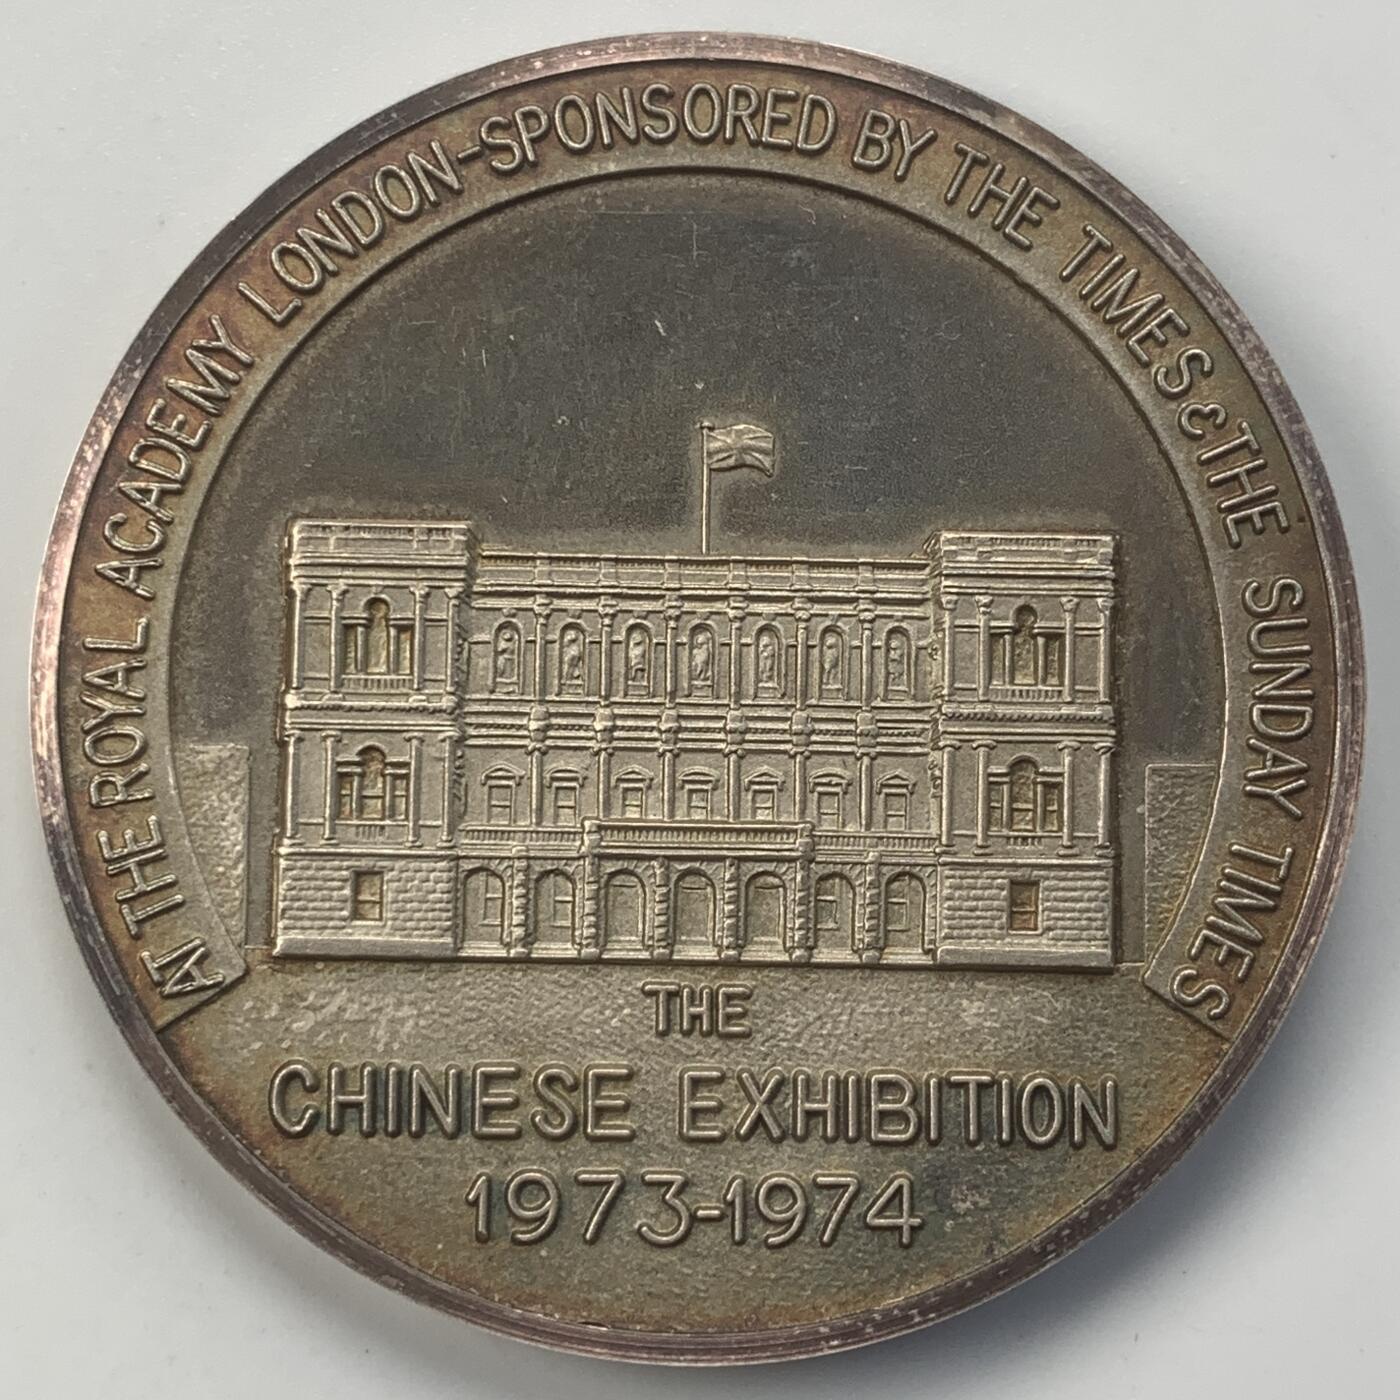 AT THE ROYAL ACADEMY LONDON-SPONSORED BY THE TIMES & THE SUNDAY TIMES
THE
CHINESE EXHIBITION
1973-1974